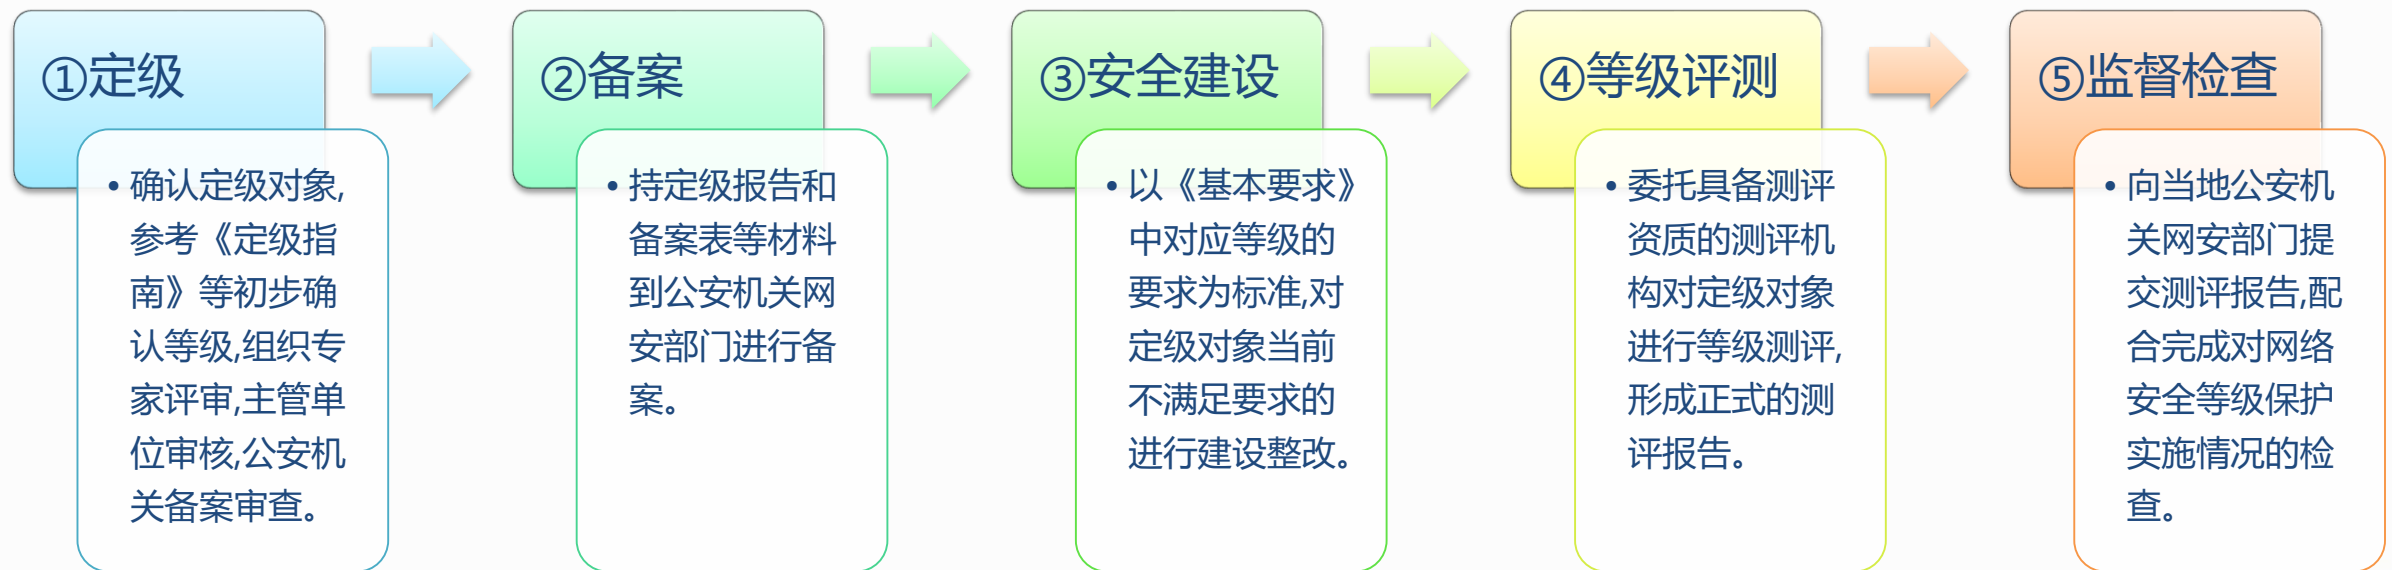 ①定级
• 确认定级对象,
参考《定级指
南》等初步确
认等级,组织专
家评审,主管单
位审核,公安机
关备案审查。
②备案
• 持定级报告和
备案表等材料
到公安机关网
安部门进行备
案。
③安全建设
• 以《基本要求》
中对应等级的
要求为标准,对
定级对象当前
不满足要求的
进行建设整改。
④等级评测
• 委托具备测评
资质的测评机
构对定级对象
进行等级测评,
形成正式的测
评报告。
⑤监督检查
• 向当地公安机
关网安部门提
交测评报告,配
合完成对网络
安全等级保护
实施情况的检
查。